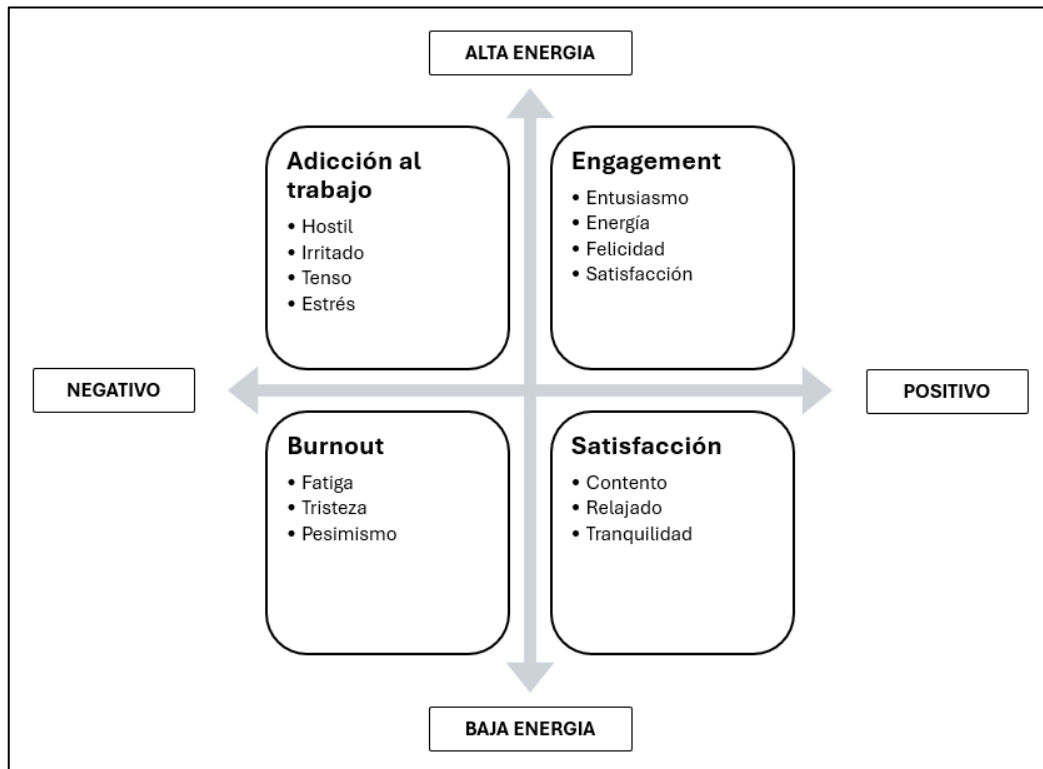 ALTA ENERGIA
Adicción al
trabajo
• Hostil
• Irritado
• Tenso
• Estrés
Engagement
• Entusiasmo
• Energía
• Felicidad
• Satisfacción
NEGATIVO
POSITIVO
Burnout
• Fatiga
• Tristeza
• Pesimismo
Satisfacción
• Contento
• Relajado
• Tranquilidad
BAJA ENERGIA